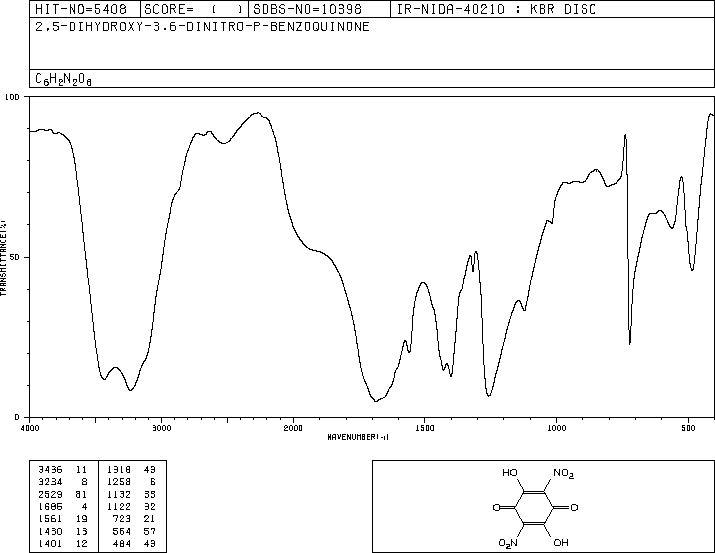 HIT-NO=5408 SCORE= ( ) SDBS-NO=10398 IR-NIDA-40210 : KBR DISC
2,5-DIHYDROXY-3,6-DINITRO-P-BENZOQUINONE
C6H2N2O8
100
50
0
TRANSMITTANCE(%)
4000 3000 2000 1500 1000 500
WAVENUMBER(-1)
3436 11 1318 49
3234 8 1258 6
2529 81 1132 35
1685 4 1122 32
1561 19 723 21
1430 13 564 57
1401 12 484 43
HO NO2
O O
O2N OH